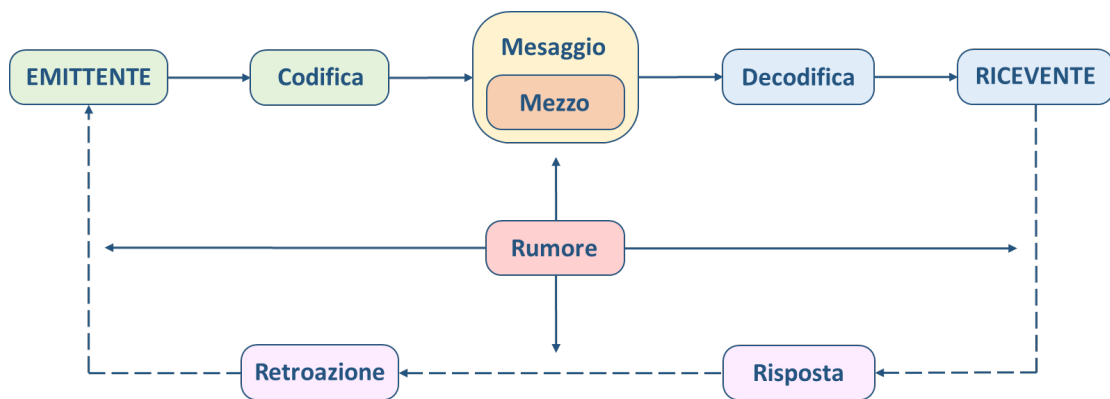 EMITTENTE
Codifica
Mesaggio
Mezzo
Decodifica
RICEVENTE
Rumore
Retroazione
Risposta